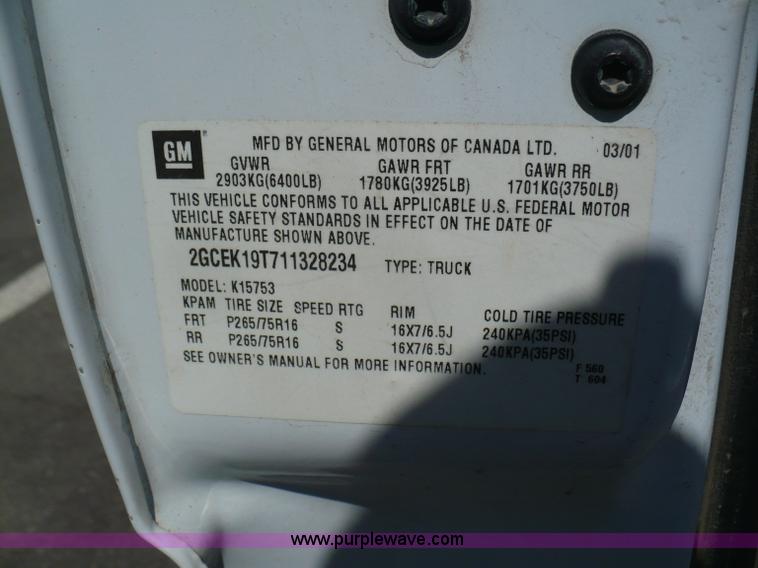 GM
MFD BY GENERAL MOTORS OF CANADA LTD. 03/01
GVWR GAWR FRT GAWR RR
2903KG(6400LB) 1780KG(3925LB) 1701KG(3750LB)
THIS VEHICLE CONFORMS TO ALL APPLICABLE U.S. FEDERAL MOTOR
VEHICLE SAFETY STANDARDS IN EFFECT ON THE DATE OF
MANUFACTURE SHOWN ABOVE.
2GCEK19T711328234 TYPE: TRUCK
MODEL: K15753
KPAM TIRE SIZE SPEED RTG RIM COLD TIRE PRESSURE
FRT P265/75R16 S 16X7/6.5J 240KPA(35PSI)
RR P265/75R16 S 16X7/6.5J 240KPA(35PSI)
SEE OWNER'S MANUAL FOR MORE INFORMATION. F 560
T 604
www.purplewave.com